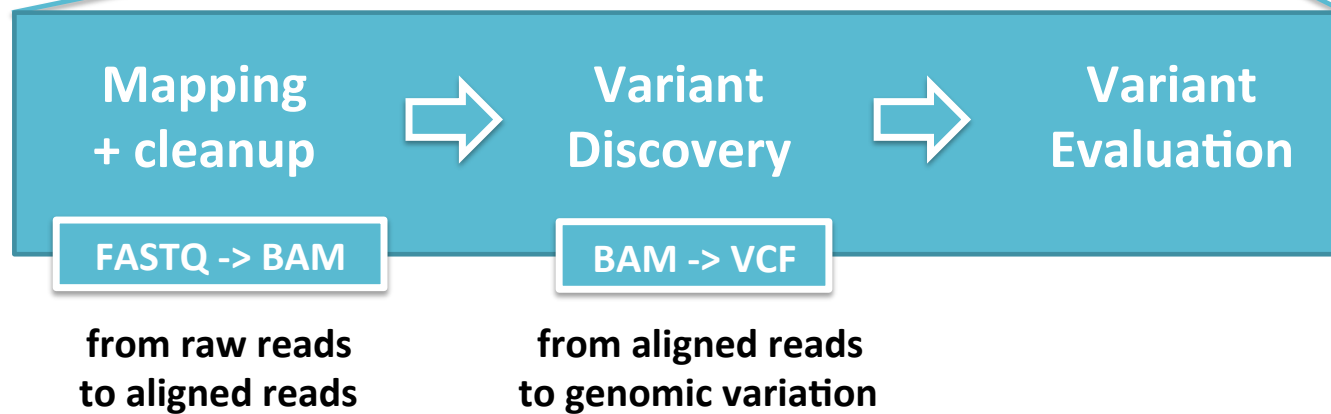 Mapping
+ cleanup
Variant
Discovery
Variant
Evaluation
FASTQ -> BAM
BAM -> VCF
from raw reads
to aligned reads
from aligned reads
to genomic variation